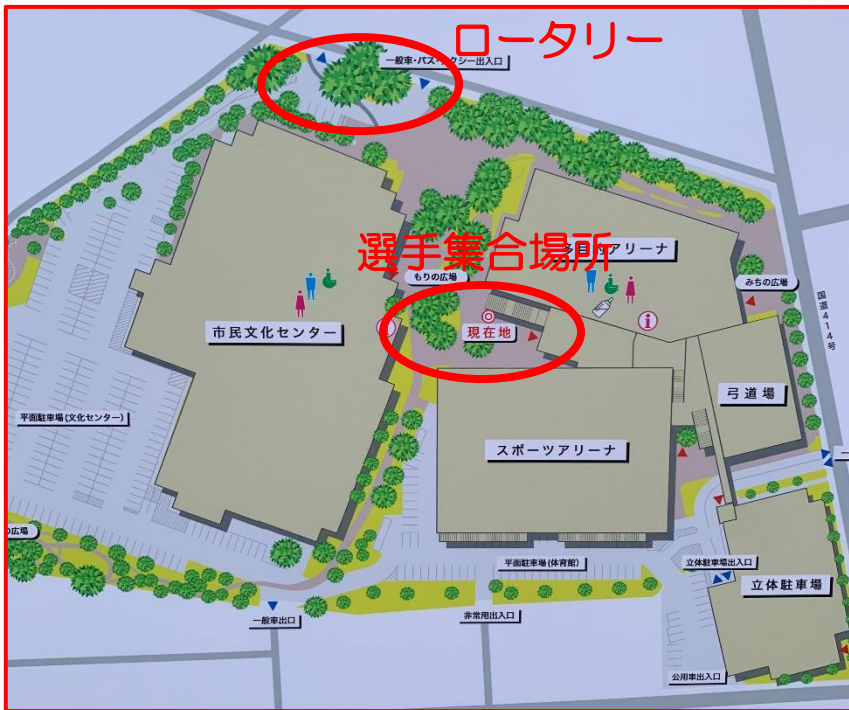 ロータリー
一般車・バス・タクシー出入口
選手集合場所
多目的アリーナ
もりの広場
みちの広場
国道414号
市民文化センター
現在地
弓道場
平面駐車場(文化センター)
スポーツアリーナ
の広場
平面駐車場(体育館)
立体駐車場出入口
立体駐車場
一般車出口
非常用出入口
公用車出入口